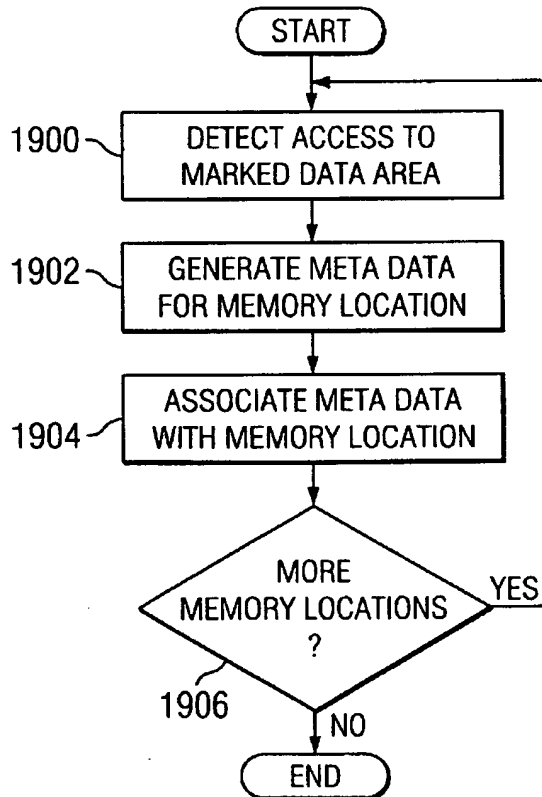 START
1900
DETECT ACCESS TO
MARKED DATA AREA
1902
GENERATE META DATA
FOR MEMORY LOCATION
1904
ASSOCIATE META DATA
WITH MEMORY LOCATION
MORE
MEMORY LOCATIONS
?
YES
1906
NO
END